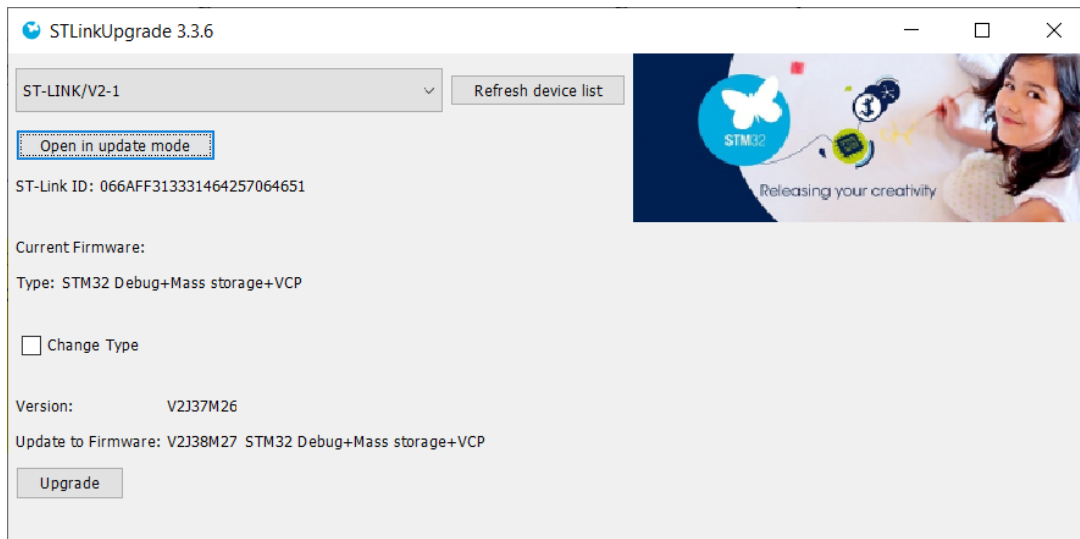 STLinkUpgrade 3.3.6
ST-LINK/V2-1
Refresh device list
Open in update mode
ST-Link ID: 066AFF313331464257064651
STM32
Releasing your creativity
Current Firmware:
Type: STM32 Debug+Mass storage+VCP
Change Type
Version: V2J37M26
Update to Firmware: V2J38M27 STM32 Debug+Mass storage+VCP
Upgrade